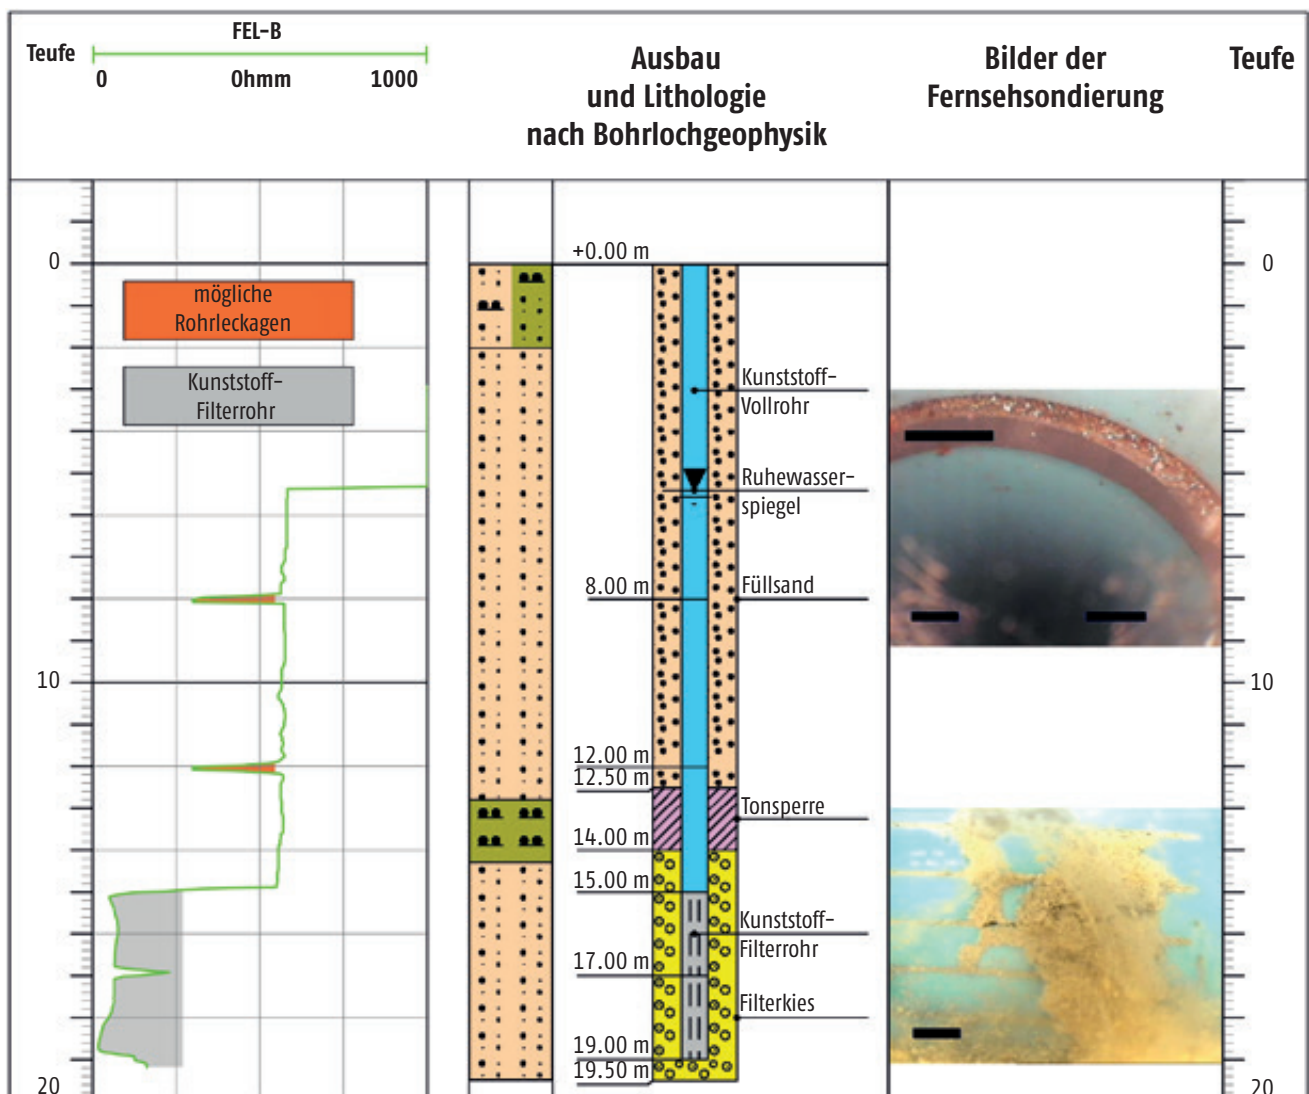 Teufe
FEL-B
0 Ohmm 1000
Ausbau
und Lithologie
nach Bohrlochgeophysik
Bilder der
Fernsehsondierung
Teufe
0
10
20
mögliche
Rohrleckagen
Kunststoff-
Filterrohr
+0.00 m
8.00 m
12.00 m
12.50 m
14.00 m
15.00 m
17.00 m
19.00 m
19.50 m
Kunststoff-
Vollrohr
Ruhewasser-
spiegel
Füllsand
Tonsperre
Kunststoff-
Filterrohr
Filterkies
0
10
20